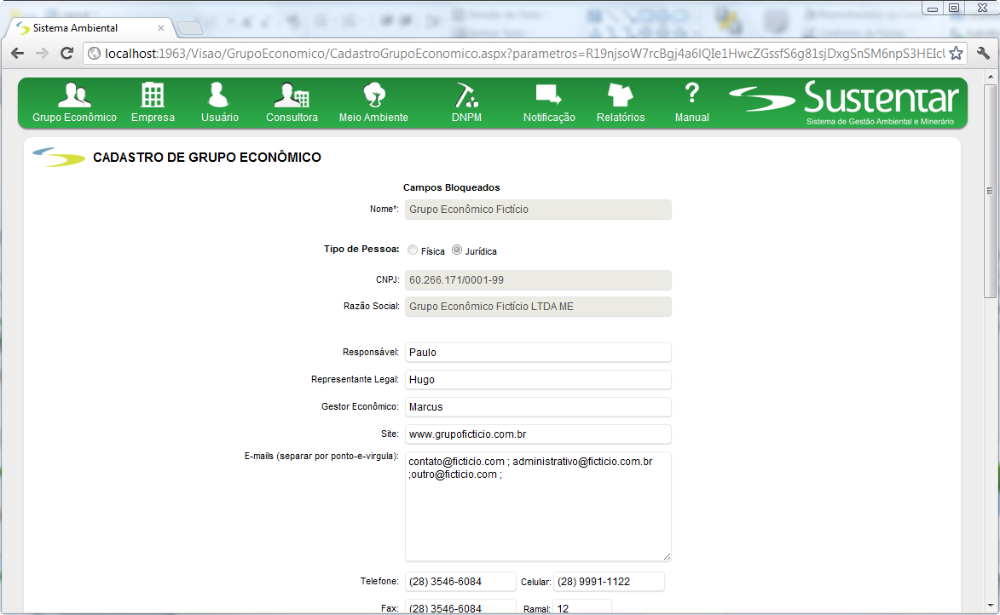 Sistema Ambiental
localhost:1963/Visao/GrupoEconomico/CadastroGrupoEconomico.aspx?parametros=R19njsoW7rcBgj4a6lQIe1HwcZGssfS6g81sjDxgSnSM6npS3HEIcU
Grupo Econômico Empresa Usuário Consultora Meio Ambiente DNPM Notificação Relatórios Manual
Sustentar
Sistema de Gestão Ambiental e Minerário
CADASTRO DE GRUPO ECONÔMICO
Campos Bloqueados
Nome*: Grupo Econômico Fictício
Tipo de Pessoa: Física Jurídica
CNPJ: 60.266.171/0001-99
Razão Social: Grupo Econômico Fictício LTDA ME
Responsável: Paulo
Representante Legal: Hugo
Gestor Econômico: Marcus
Site: www.grupoficticio.com.br
E-mails (separar por ponto-e-virgula): contato@ficticio.com ; administrativo@ficticio.com.br
;outro@ficticio.com ;
Telefone: (28) 3546-6084 Celular: (28) 9991-1122
Fax: (28) 3546-6084 Ramal: 12